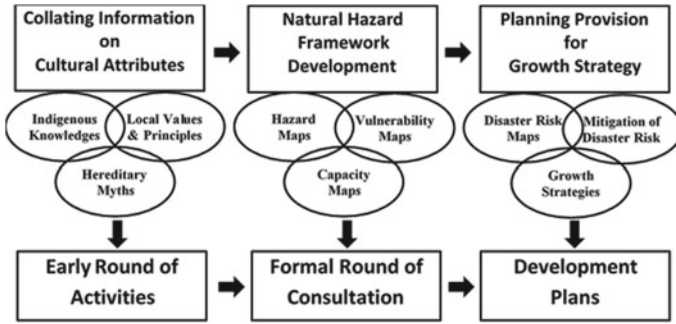 Collating Information
on
Cultural Attributes
Natural Hazard
Framework
Development
Planning Provision
for
Growth Strategy
Indigenous
Knowledges
Local Values
& Principles
Hereditary
Myths
Hazard
Maps
Vulnerability
Maps
Capacity
Maps
Disaster Risk
Maps
Mitigation of
Disaster Risk
Growth
Strategies
Early Round of
Activities
Formal Round of
Consultation
Development
Plans